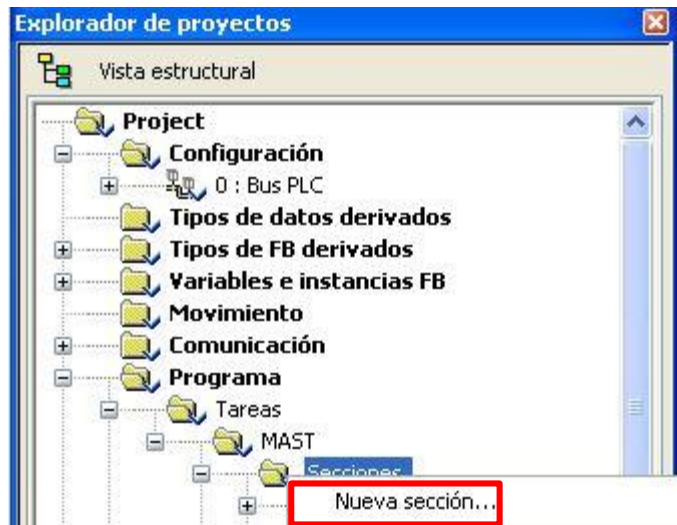 Explorador de proyectos
Vista estructural
Project
Configuración
0 : Bus PLC
Tipos de datos derivados
Tipos de FB derivados
Variables e instancias FB
Movimiento
Comunicación
Programa
Tareas
MAST
Secciones
Nueva sección...